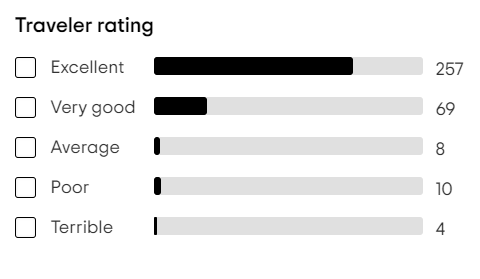 Traveler rating
Excellent 257
Very good 69
Average 8
Poor 10
Terrible 4